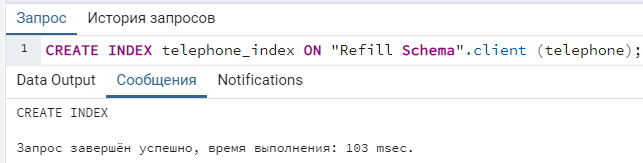 Запрос История запросов
1 CREATE INDEX telephone_index ON "Refill Schema".client (telephone);
Data Output Сообщения Notifications
CREATE INDEX
Запрос завершён успешно, время выполнения: 103 msec.